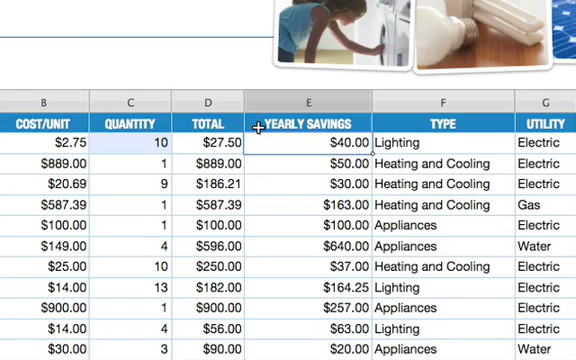 B C D E F G
COST/UNIT QUANTITY TOTAL YEARLY SAVINGS TYPE UTILITY
$2.75 10 $27.50 $40.00 Lighting Electric
$889.00 1 $889.00 $50.00 Heating and Cooling Electric
$20.69 9 $186.21 $30.00 Heating and Cooling Electric
$587.39 1 $587.39 $163.00 Heating and Cooling Gas
$100.00 1 $100.00 $100.00 Appliances Electric
$149.00 4 $596.00 $640.00 Appliances Water
$25.00 10 $250.00 $37.00 Heating and Cooling Electric
$14.00 13 $182.00 $164.25 Lighting Electric
$900.00 1 $900.00 $257.00 Appliances Electric
$14.00 4 $56.00 $63.00 Lighting Electric
$30.00 3 $90.00 $20.00 Appliances Water